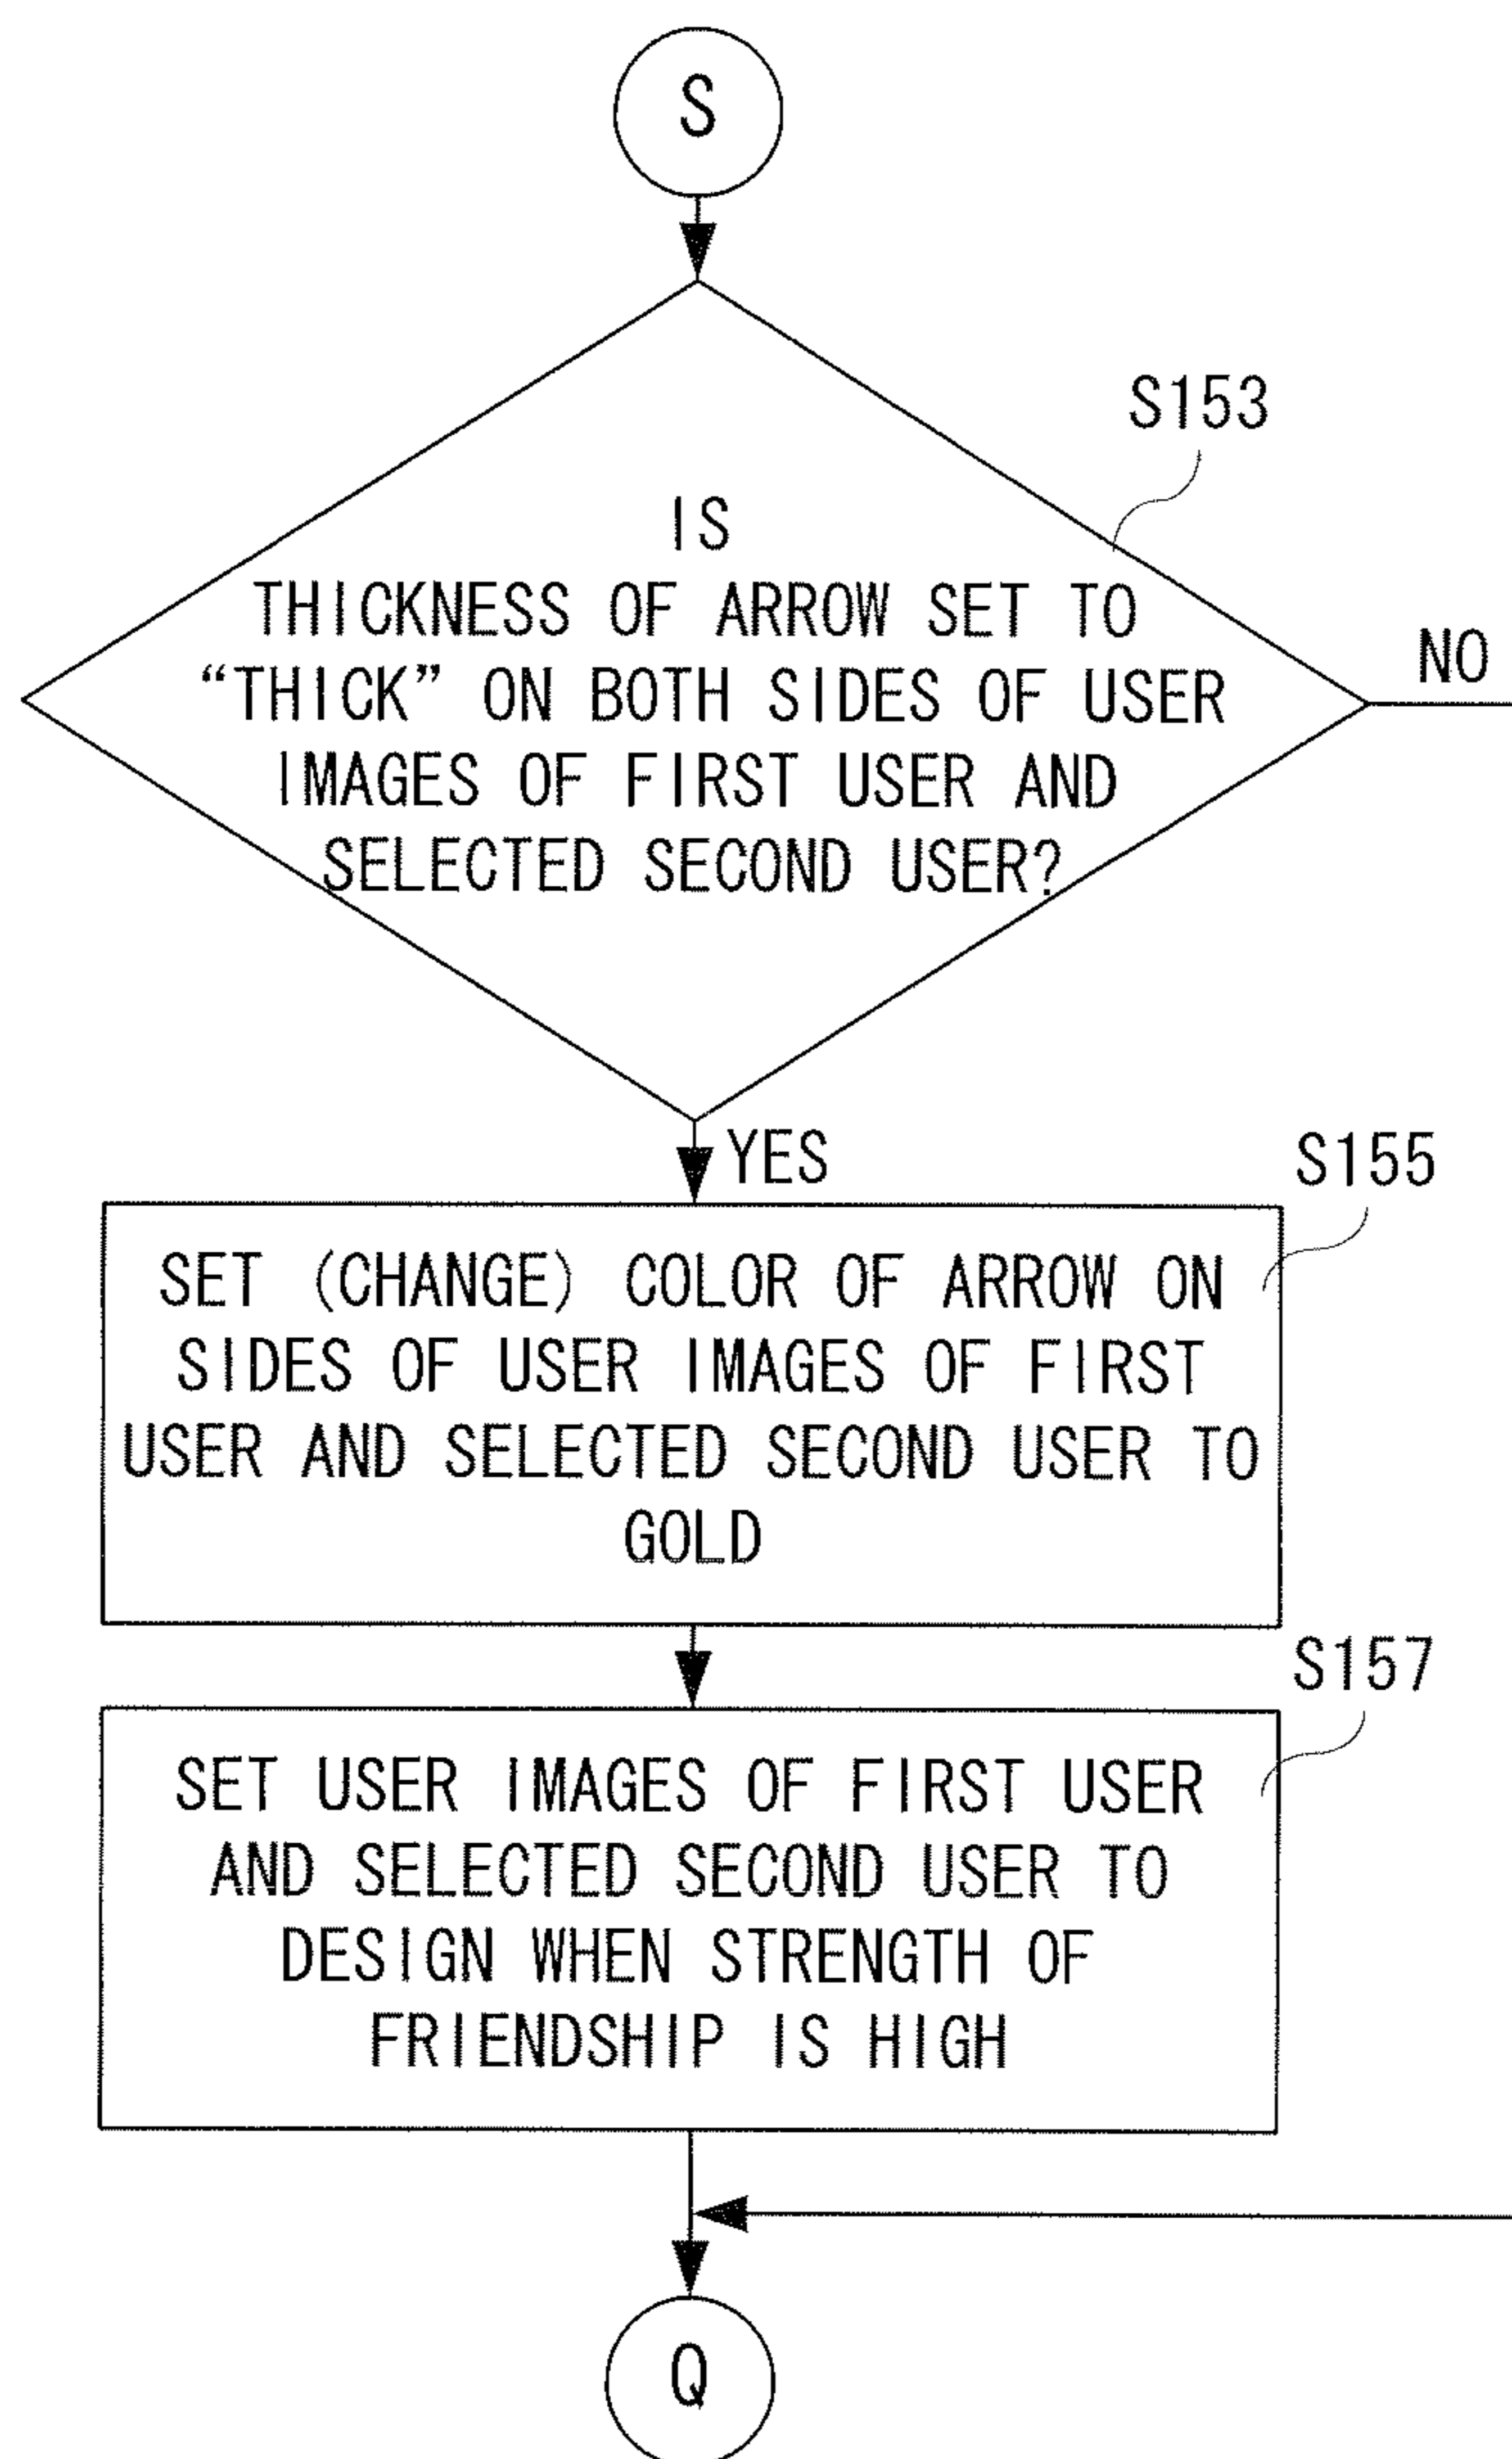 S
S153
IS
THICKNESS OF ARROW SET TO
“THICK” ON BOTH SIDES OF USER
IMAGES OF FIRST USER AND
SELECTED SECOND USER?
NO
YES
S155
SET (CHANGE) COLOR OF ARROW ON
SIDES OF USER IMAGES OF FIRST
USER AND SELECTED SECOND USER TO
GOLD
S157
SET USER IMAGES OF FIRST USER
AND SELECTED SECOND USER TO
DESIGN WHEN STRENGTH OF
FRIENDSHIP IS HIGH
Q